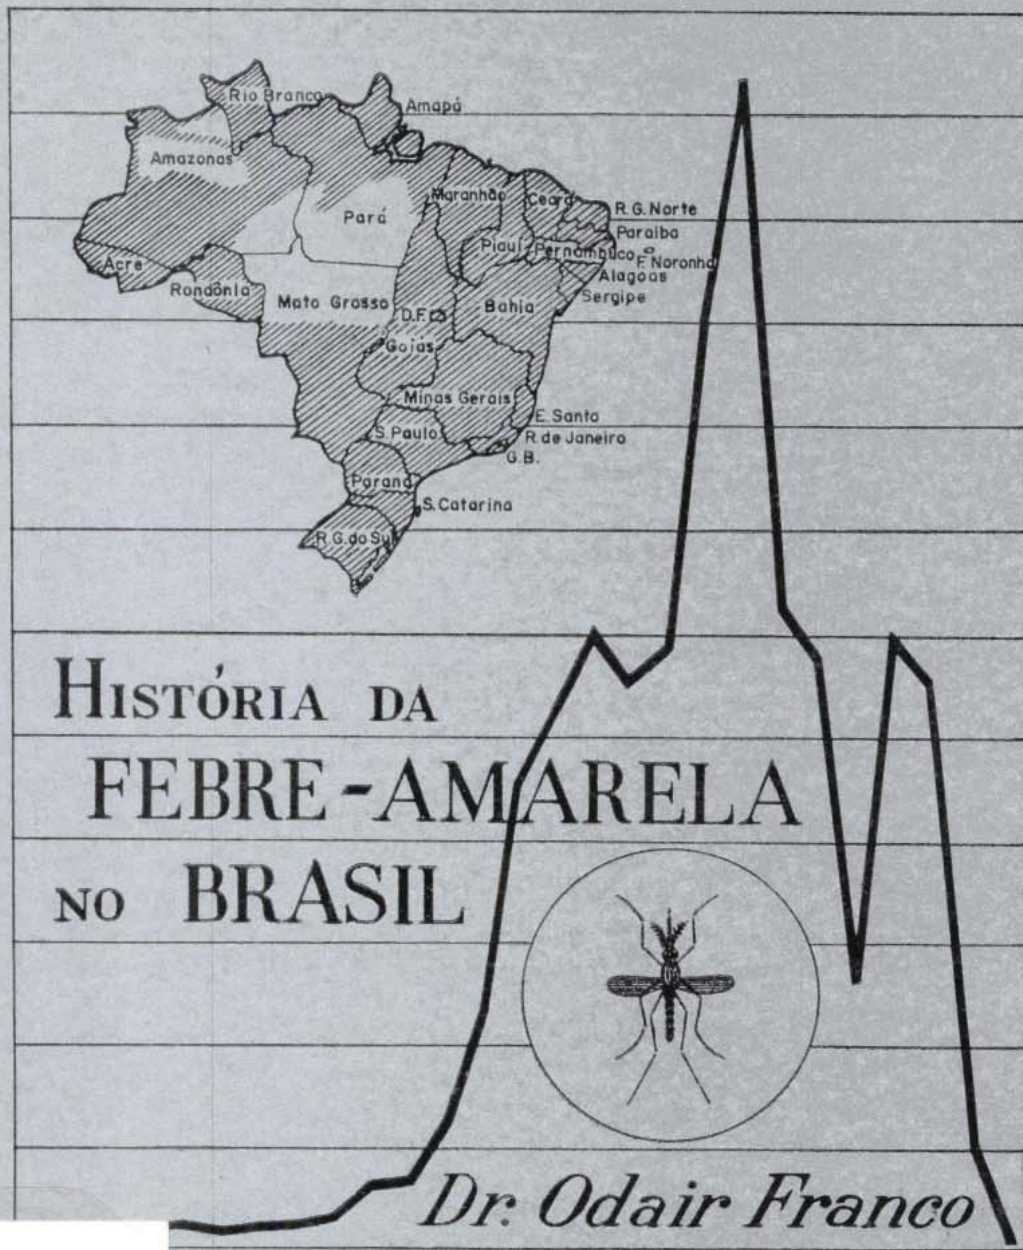 Rio Branco
Amapá
Amazonas
Pará
Maranhão
Ceará
R.G.Norte
Paraiba
Piauí
Pernambuco
F. Noronha
Acre
Alagoas
Rondônia
Mato Grosso
Bahia
Sergipe
D.F.
Goiás
Minas Gerais
E. Santo
S. Paulo
R. de Janeiro
G.B.
Paraná
S. Catarina
R.G. do Sul
HISTÓRIA DA
FEBRE-AMARELA
NO BRASIL
Dr. Odair Franco